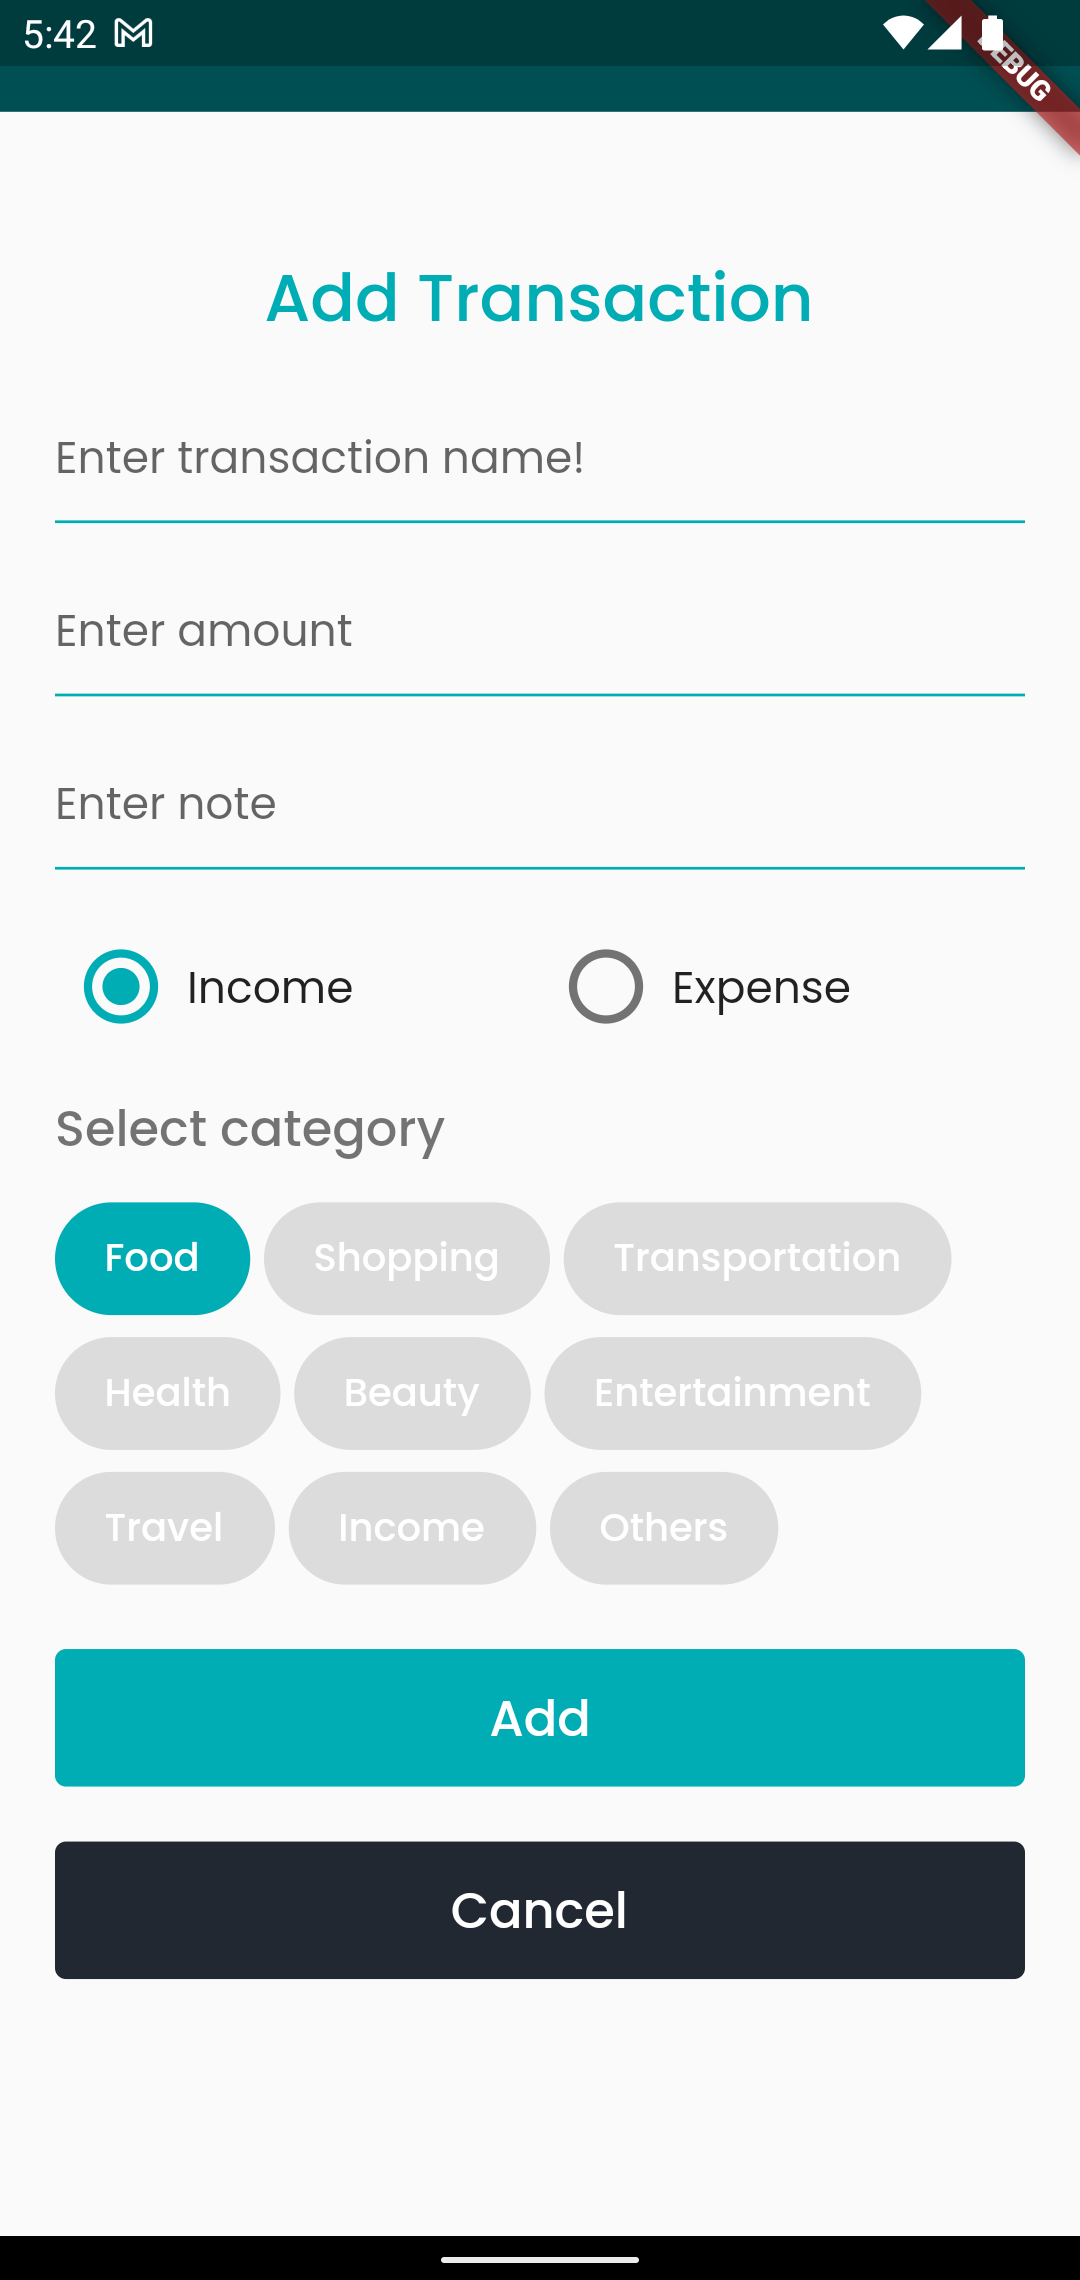 5:42
DEBUG
Add Transaction
Enter transaction name!
Enter amount
Enter note
Income Expense
Select category
Food Shopping Transportation
Health Beauty Entertainment
Travel Income Others
Add
Cancel